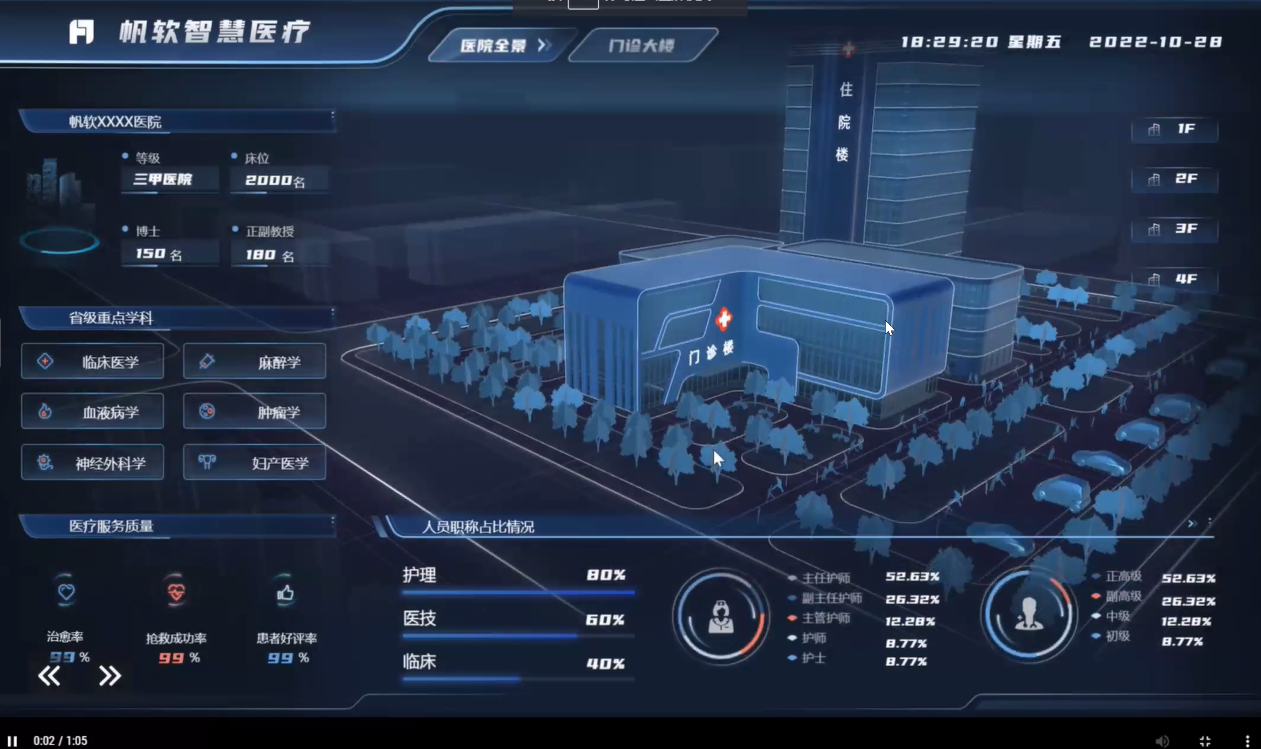 帆软智慧医疗
医院全景
门诊大楼
18:29:20 星期五 2022-10-28
帆软XXXX医院
等级
三甲医院
床位
2000名
博士
150 名
正副教授
180 名
省级重点学科
临床医学
麻醉学
血液病学
肿瘤学
神经外科学
妇产医学
医疗服务质量
治愈率
99 %
抢救成功率
99 %
患者好评率
99 %
住院楼
门诊楼
1F
2F
3F
4F
人员职称占比情况
护理 80%
医技 60%
临床 40%
主任护师 52.63%
副主任护师 26.32%
主管护师 12.28%
护师 8.77%
护士 8.77%
正高级 52.63%
副高级 26.32%
中级 12.28%
初级 8.77%
0:02 / 1:05